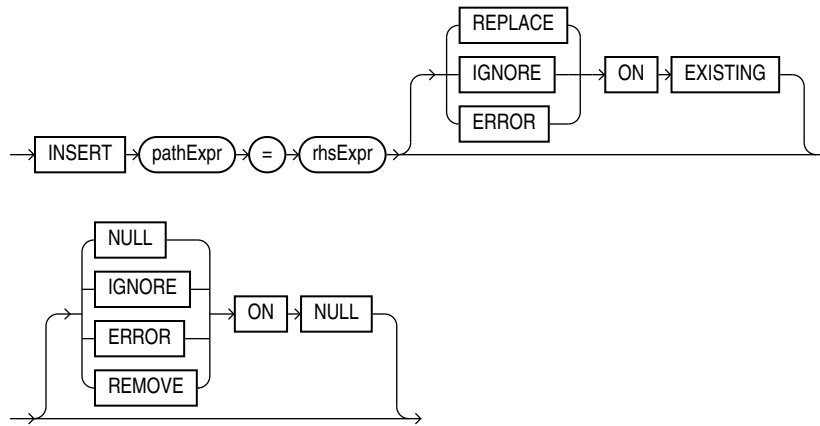 REPLACE
IGNORE ON EXISTING
ERROR
INSERT pathExpr = rhsExpr
NULL
IGNORE
ON NULL
ERROR
REMOVE